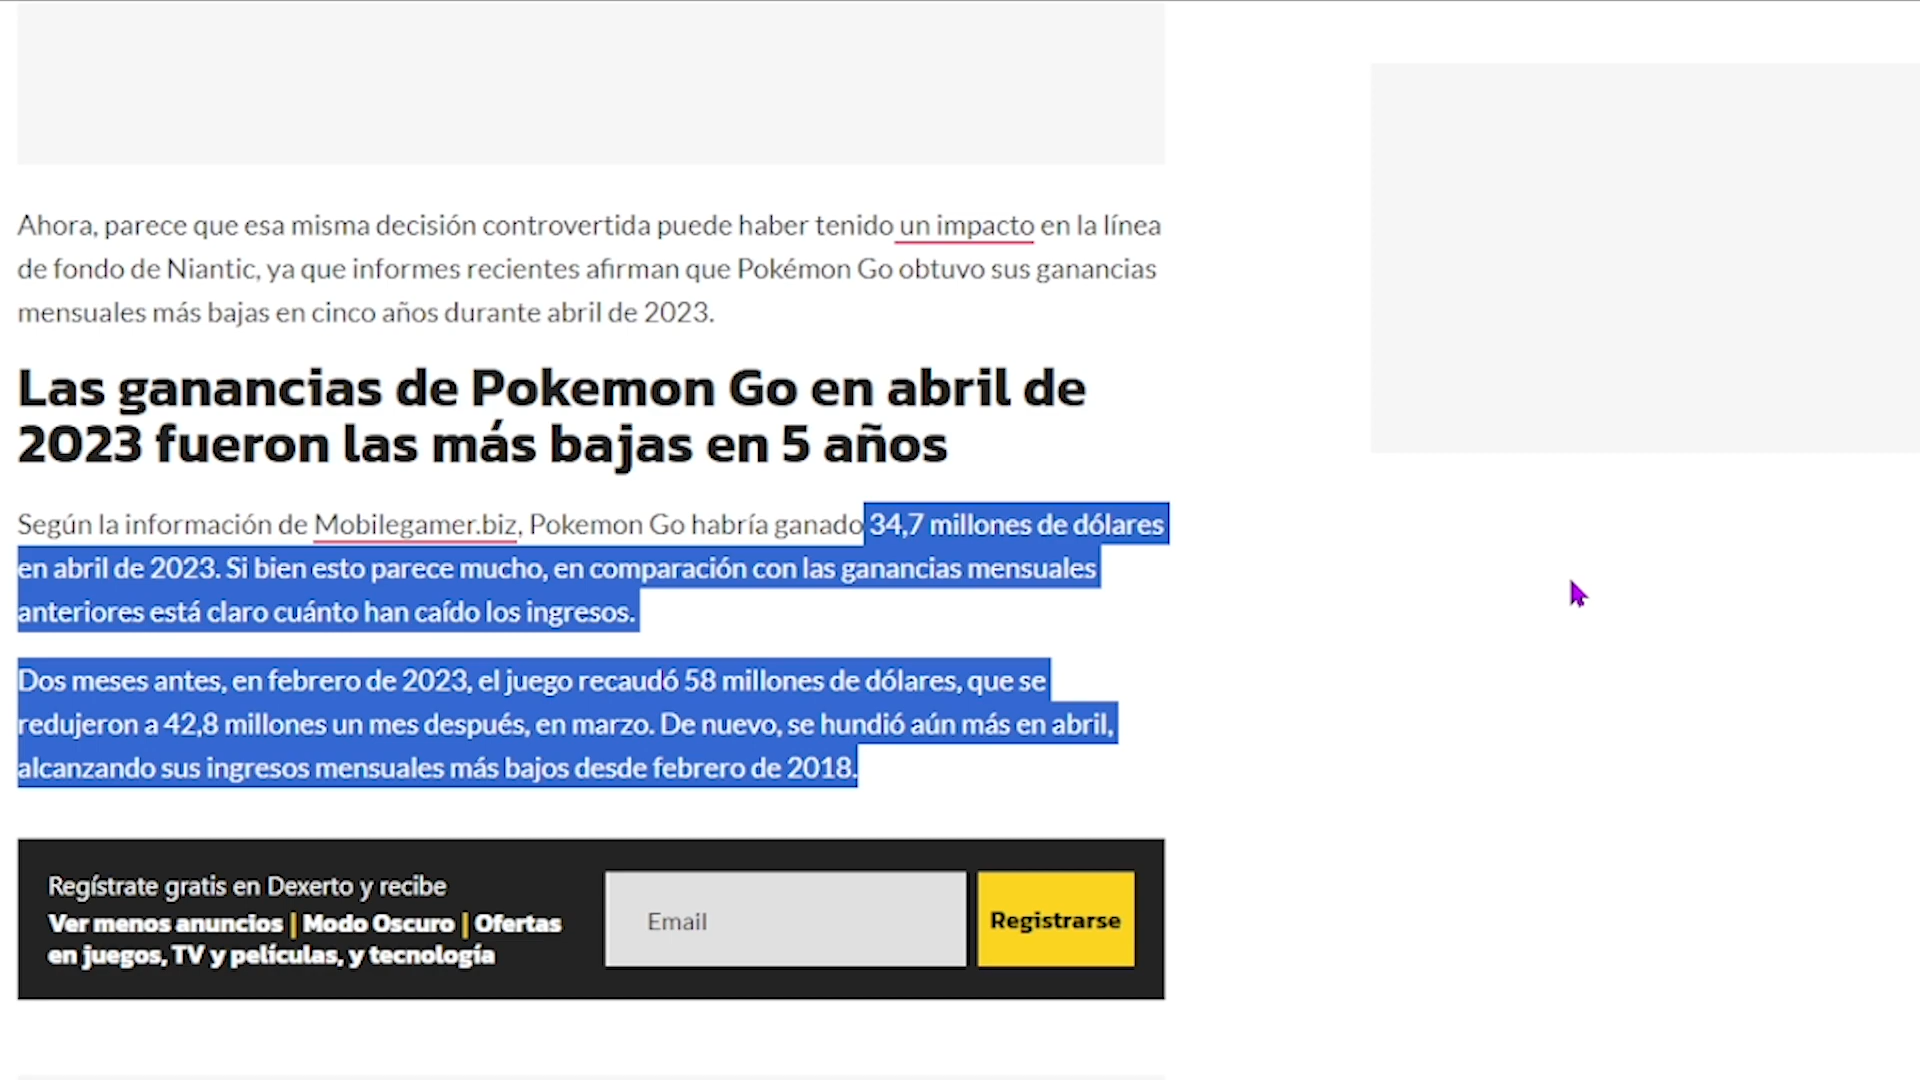 Ahora, parece que esa misma decisión controvertida puede haber tenido un impacto en la línea
de fondo de Niantic, ya que informes recientes afirman que Pokémon Go obtuvo sus ganancias
mensuales más bajas en cinco años durante abril de 2023.
Las ganancias de Pokemon Go en abril de
2023 fueron las más bajas en 5 años
Según la información de Mobilegamer.biz, Pokemon Go habría ganado 34,7 millones de dólares
en abril de 2023. Si bien esto parece mucho, en comparación con las ganancias mensuales
anteriores está claro cuánto han caído los ingresos.
Dos meses antes, en febrero de 2023, el juego recaudó 58 millones de dólares, que se
redujeron a 42,8 millones un mes después, en marzo. De nuevo, se hundió aún más en abril,
alcanzando sus ingresos mensuales más bajos desde febrero de 2018.
Regístrate gratis en Dexerto y recibe
Ver menos anuncios | Modo Oscuro | Ofertas
en juegos, TV y películas, y tecnología
Email
Registrarse